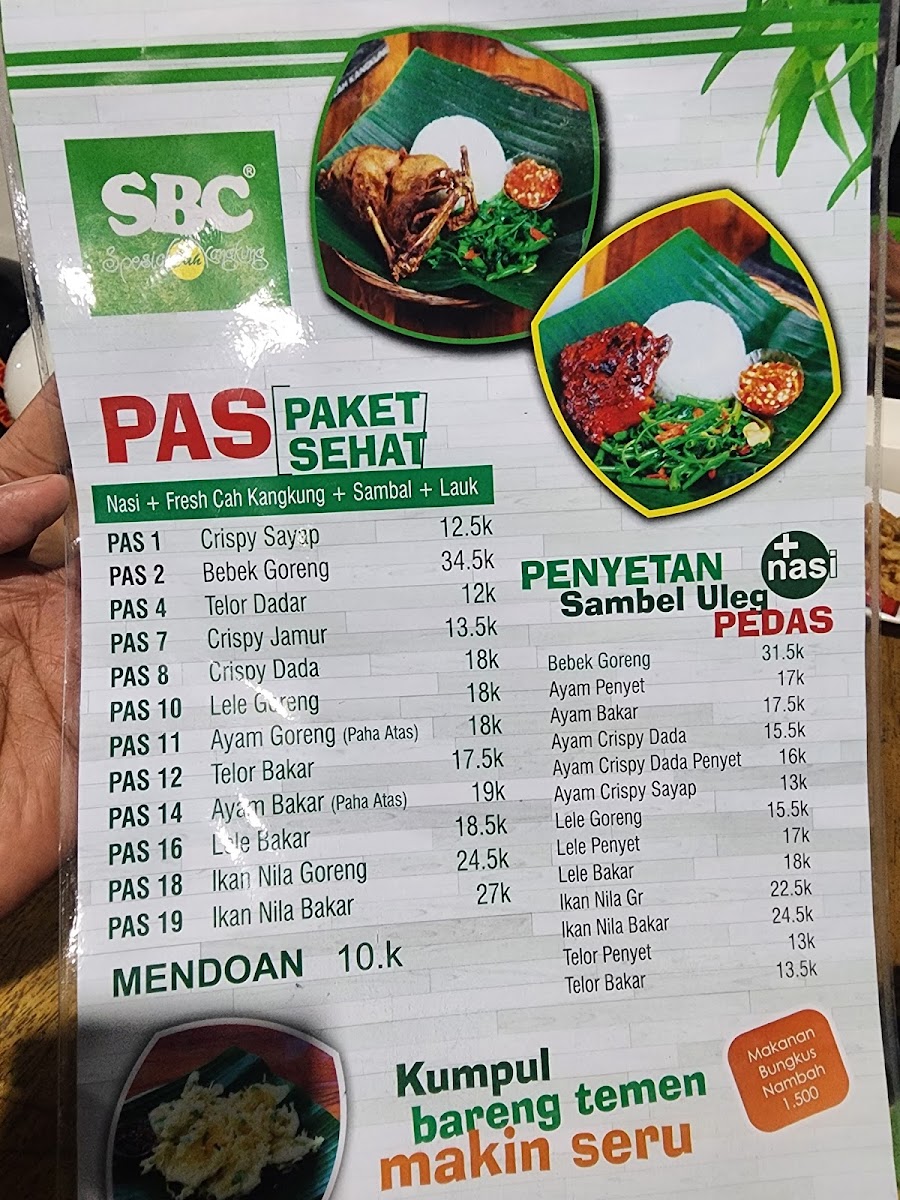 SBC®
Spesial Cah Kangkung
PAS PAKET SEHAT
Nasi + Fresh Cah Kangkung + Sambal + Lauk
PAS 1 Crispy Sayap 12.5k
PAS 2 Bebek Goreng 34.5k
PAS 4 Telor Dadar 12k
PAS 7 Crispy Jamur 13.5k
PAS 8 Crispy Dada 18k
PAS 10 Lele Goreng 18k
PAS 11 Ayam Goreng (Paha Atas) 18k
PAS 12 Telor Bakar 17.5k
PAS 14 Ayam Bakar (Paha Atas) 19k
PAS 16 Lele Bakar 18.5k
PAS 18 Ikan Nila Goreng 24.5k
PAS 19 Ikan Nila Bakar 27k
MENDOAN 10.k
PENYETAN + nasi
Sambel Uleg
PEDAS
Bebek Goreng 31.5k
Ayam Penyet 17k
Ayam Bakar 17.5k
Ayam Crispy Dada 15.5k
Ayam Crispy Dada Penyet 16k
Ayam Crispy Sayap 13k
Lele Goreng 15.5k
Lele Penyet 17k
Lele Bakar 18k
Ikan Nila Gr 22.5k
Ikan Nila Bakar 24.5k
Telor Penyet 13k
Telor Bakar 13.5k
Kumpul
bareng temen
makin seru
Makanan
Bungkus
Nambah
1.500